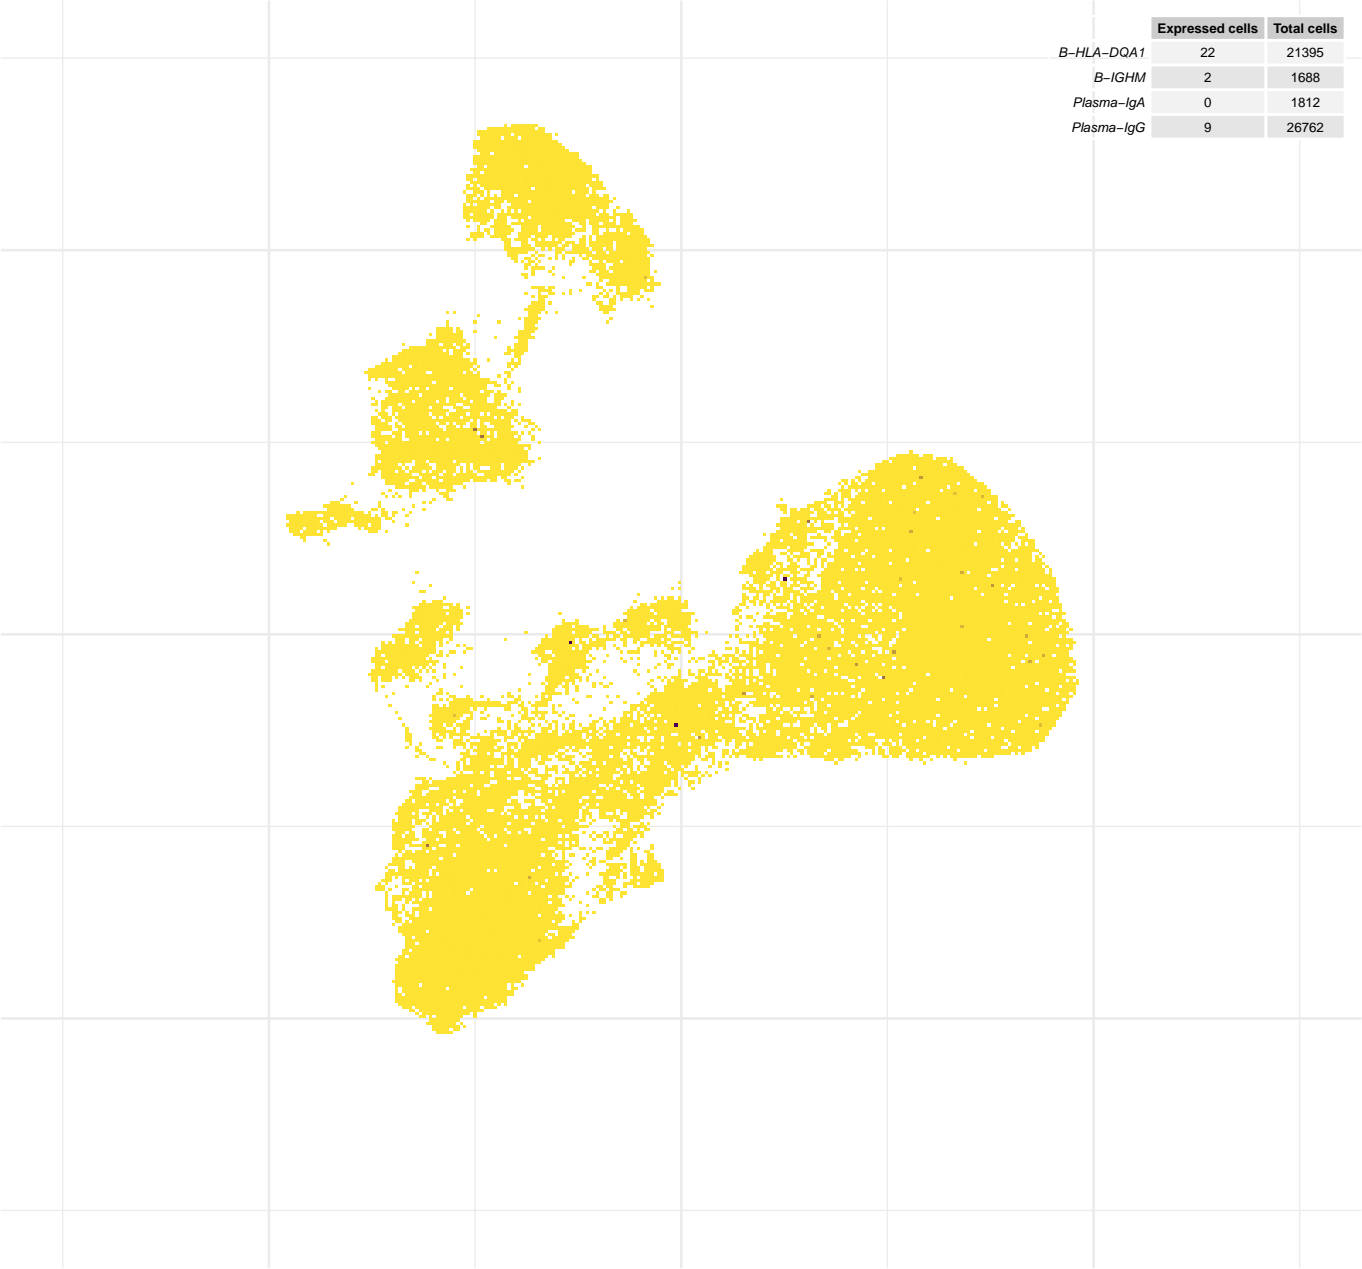 Expressed cells Total cells
B−HLA−DQA1 22 21395
B−IGHM 2 1688
Plasma−IgA 0 1812
Plasma−IgG 9 26762